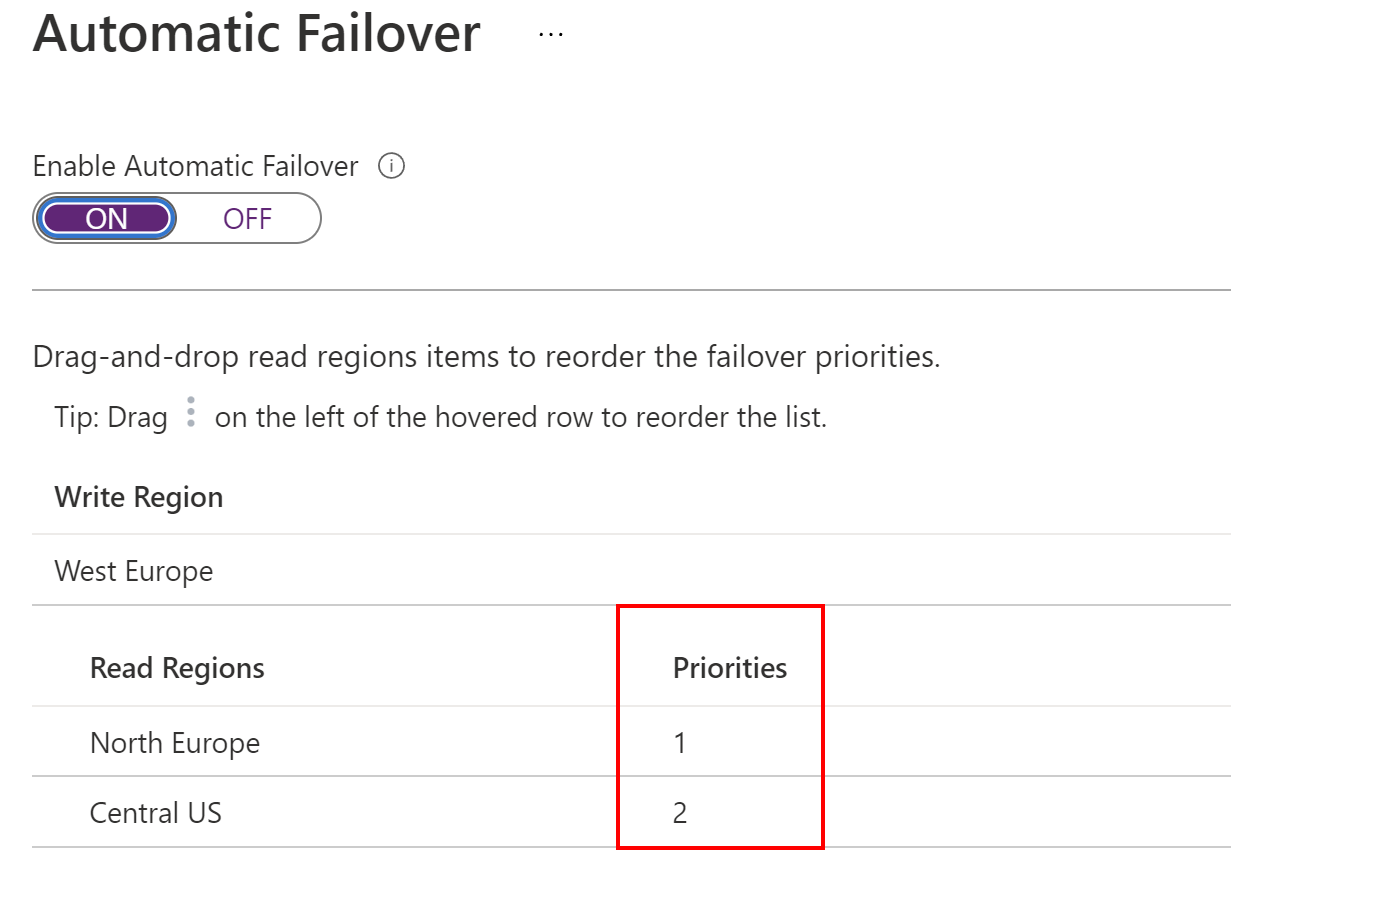 Automatic Failover ...
Enable Automatic Failover
ON OFF
Drag-and-drop read regions items to reorder the failover priorities.
Tip: Drag ⋮ on the left of the hovered row to reorder the list.
Write Region
West Europe
Read Regions Priorities
North Europe 1
Central US 2